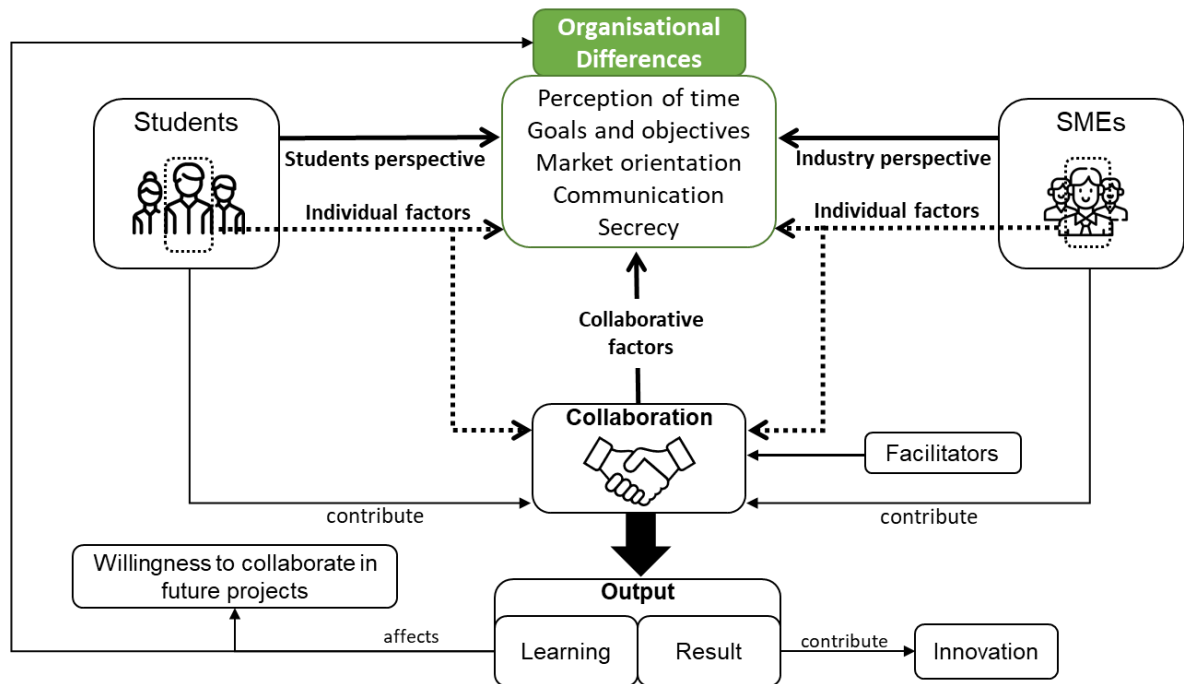 Organisational
Differences
Perception of time
Goals and objectives
Market orientation
Communication
Secrecy
Students
SMEs
Students perspective
Industry perspective
Individual factors
Individual factors
Collaborative
factors
Collaboration
Facilitators
contribute
contribute
Willingness to collaborate in
future projects
Output
affects
Learning
Result
contribute
Innovation